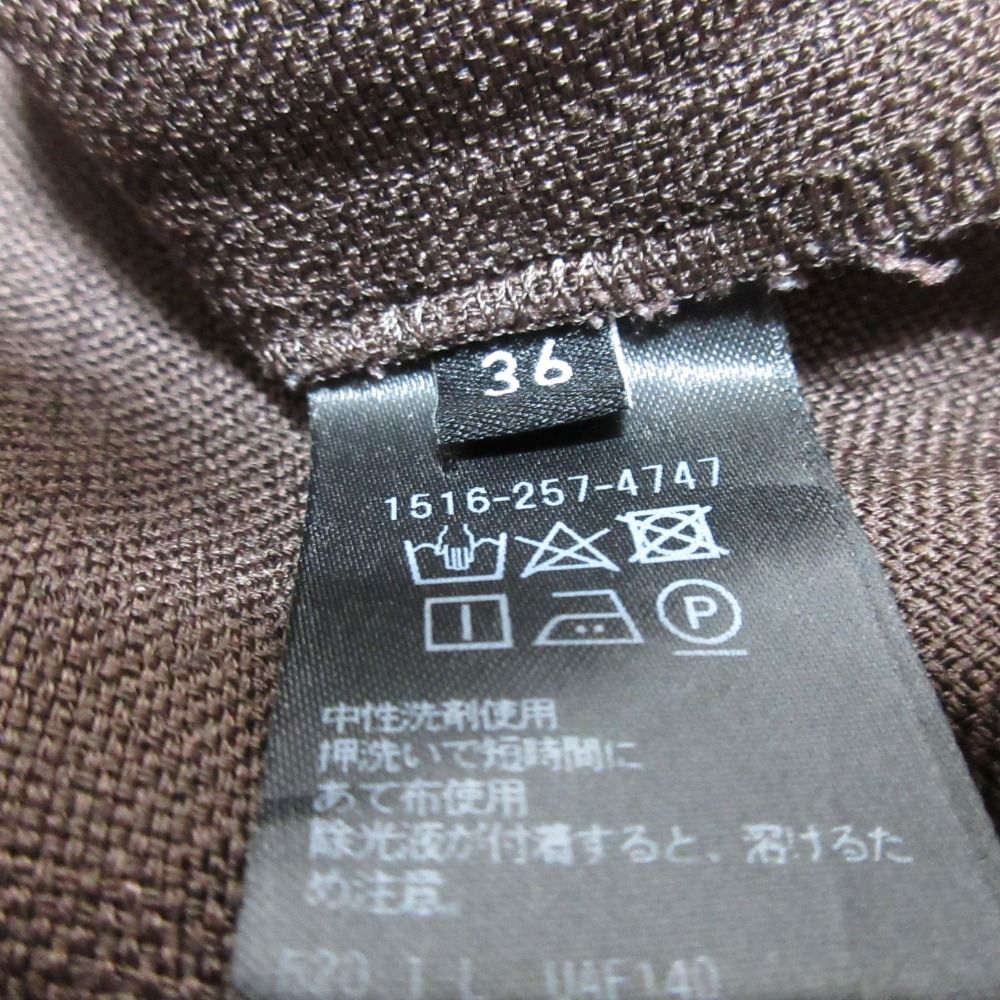 36
1516-257-4747
P
中性洗剤使用
押洗いで短時間に
あて布使用
除光液が付着すると、溶けるた
め注意。
UAF140